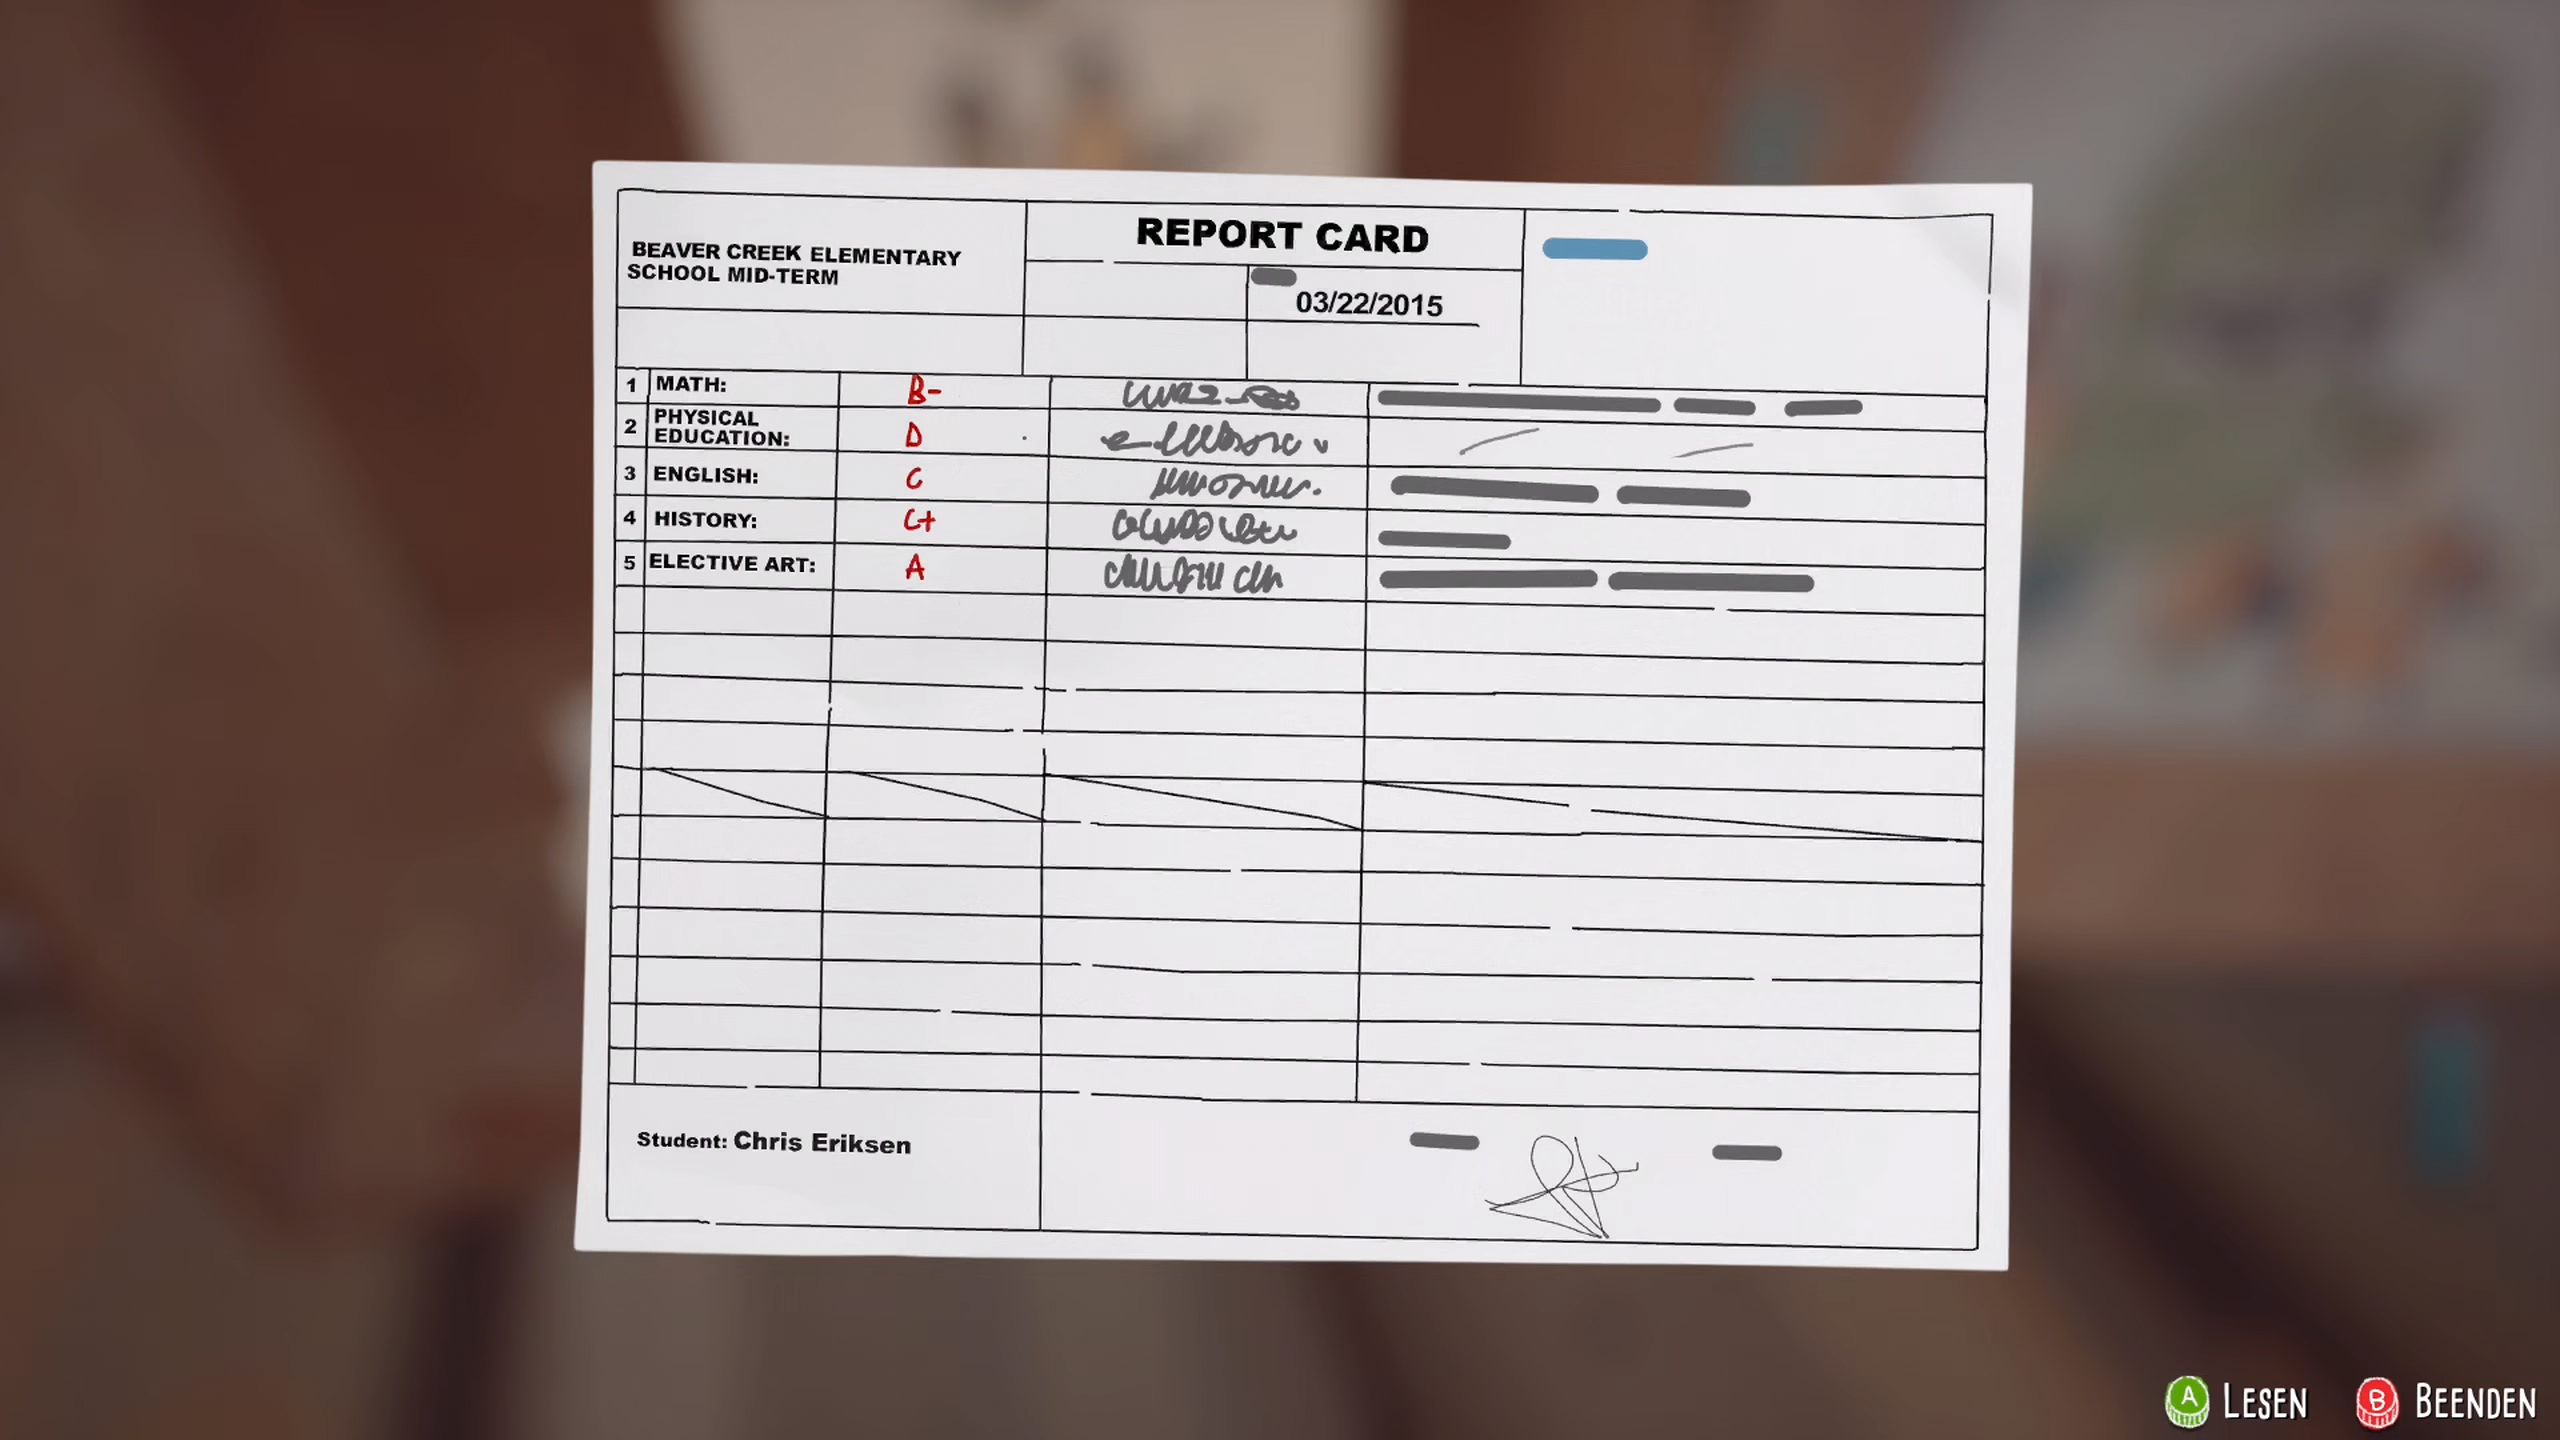 REPORT CARD
BEAVER CREEK ELEMENTARY
SCHOOL MID-TERM
03/22/2015
1 MATH: B-
2 PHYSICAL
EDUCATION: D
3 ENGLISH: C
4 HISTORY: C+
5 ELECTIVE ART: A
Student: Chris Eriksen
A LESEN B BEENDEN